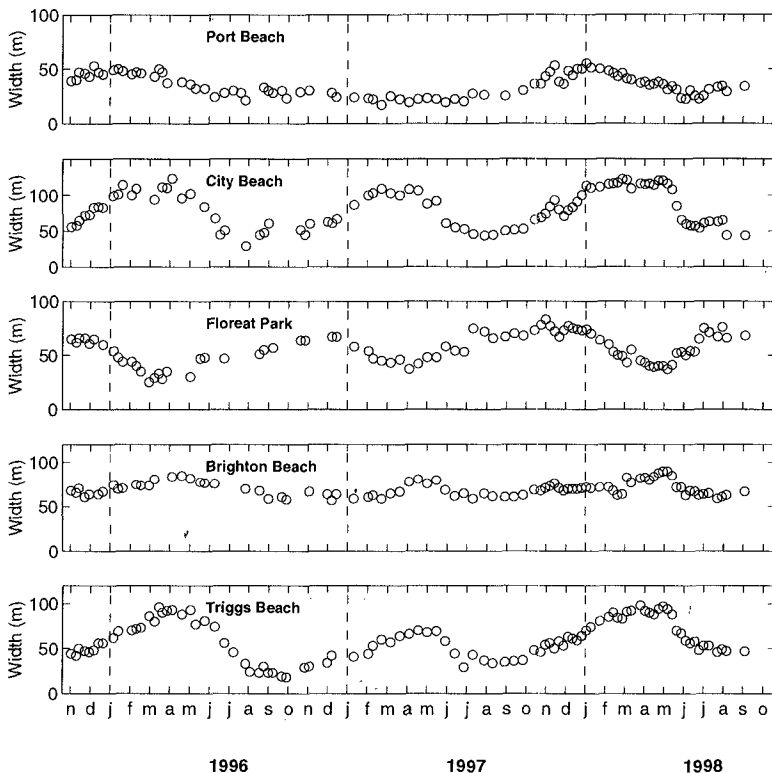 Port Beach
Width (m)
100
50
0
City Beach
Width (m)
100
50
0
Floreat Park
Width (m)
100
50
0
Brighton Beach
Width (m)
100
50
0
Triggs Beach
Width (m)
100
50
0
n d j f m a m j j a s o n d j f m a m j j a s o n d j f m a m j j a s o
1996 1997 1998